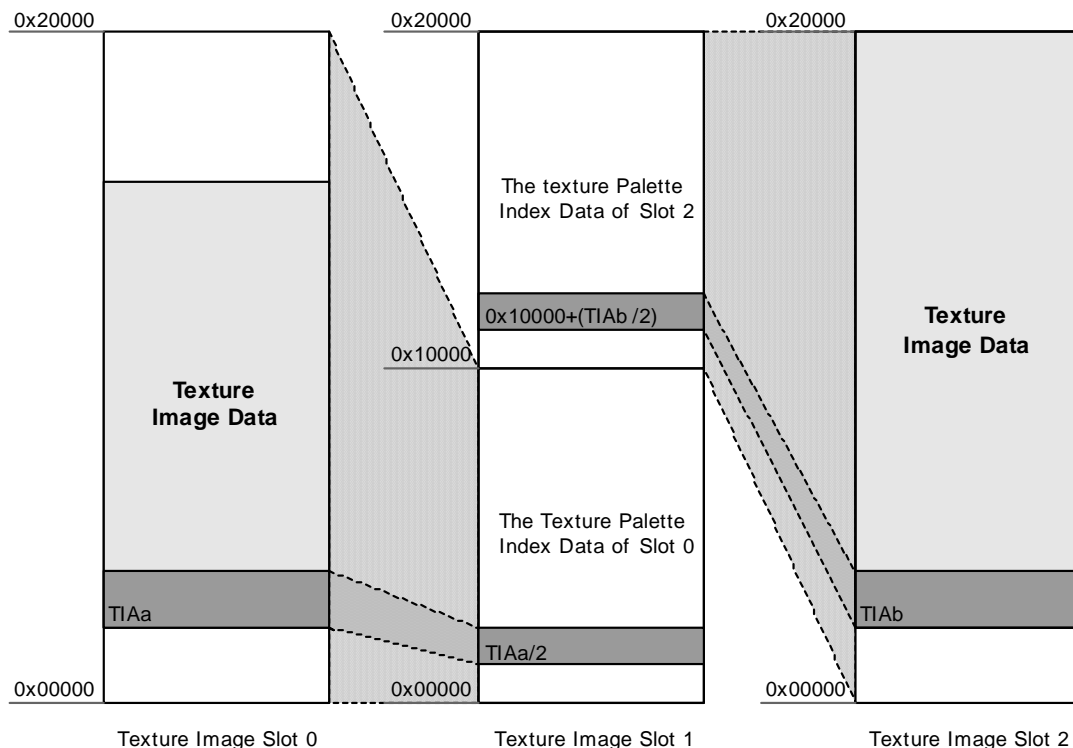 0x20000
0x20000
0x20000
The texture Palette
Index Data of Slot 2
0x10000+(TIAb /2)
Texture
Image Data
0x10000
Texture
Image Data
The Texture Palette
Index Data of Slot 0
TIAa
TIAb
TIAa/2
0x00000
0x00000
0x00000
Texture Image Slot 0
Texture Image Slot 1
Texture Image Slot 2